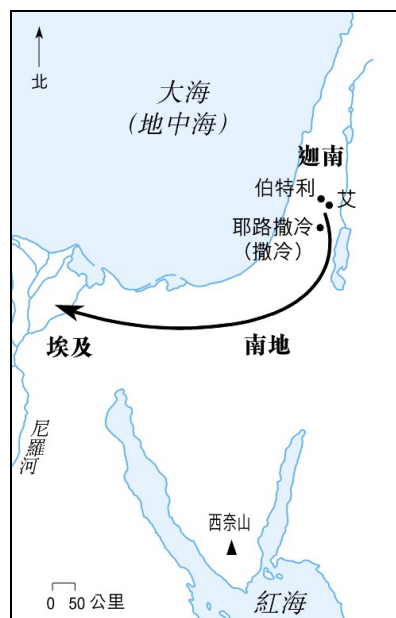 北
大海
(地中海)
迦南
伯特利
艾
耶路撒冷
(撒冷)
埃及
南地
尼羅河
西奈山
0 50 公里
紅海